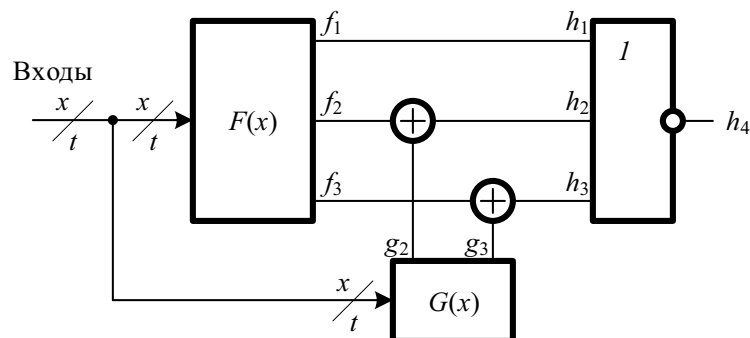 f₁ h₁
1
Входы
x x F(x) f₂ h₂ h₄
t t
f₃ h₃
g₂ g₃
x G(x)
t